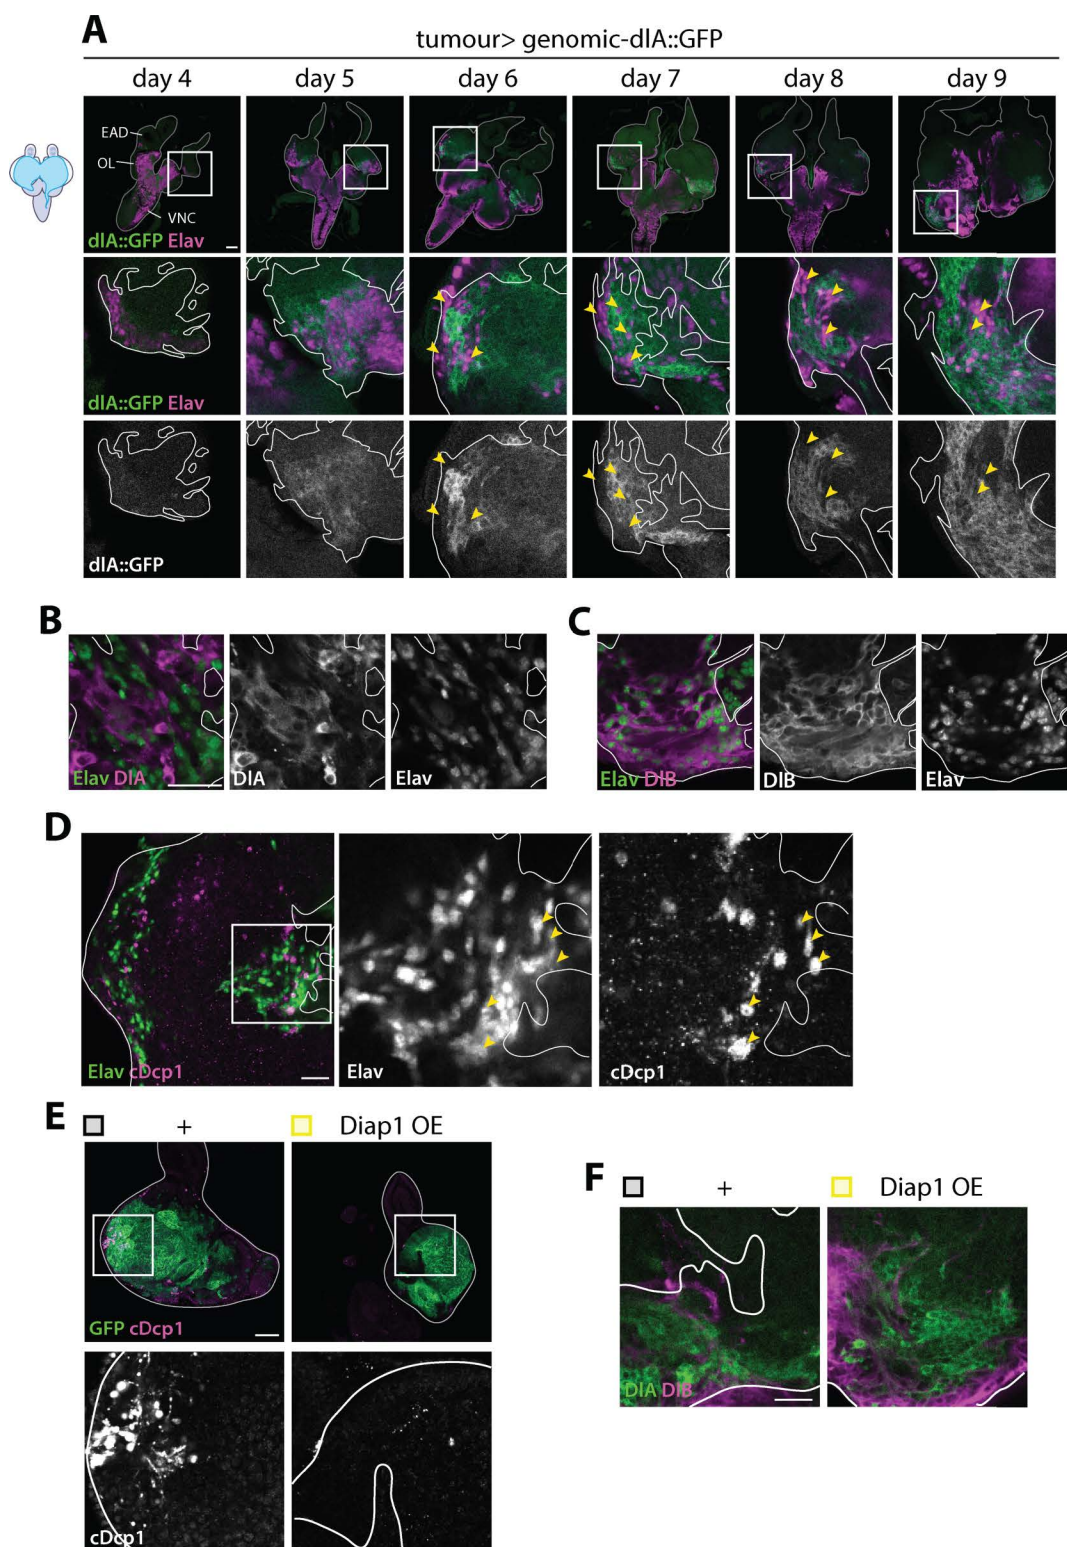 A
tumour> genomic-dlA::GFP
day 4 day 5 day 6 day 7 day 8 day 9
EAD
OL
VNC
dlA::GFP Elav
dlA::GFP Elav
dlA::GFP
B
Elav DlA DlA Elav
C
Elav DlB DlB Elav
D
Elav cDcp1 Elav cDcp1
E
+ Diap1 OE
GFP cDcp1
cDcp1
F
+ Diap1 OE
DlA DlB